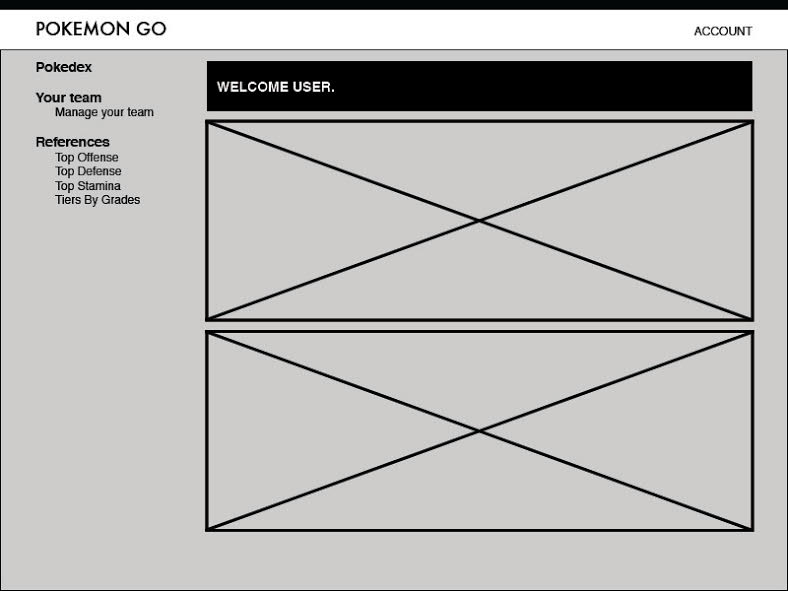 POKEMON GO
ACCOUNT
Pokedex
Your team
Manage your team
References
Top Offense
Top Defense
Top Stamina
Tiers By Grades
WELCOME USER.